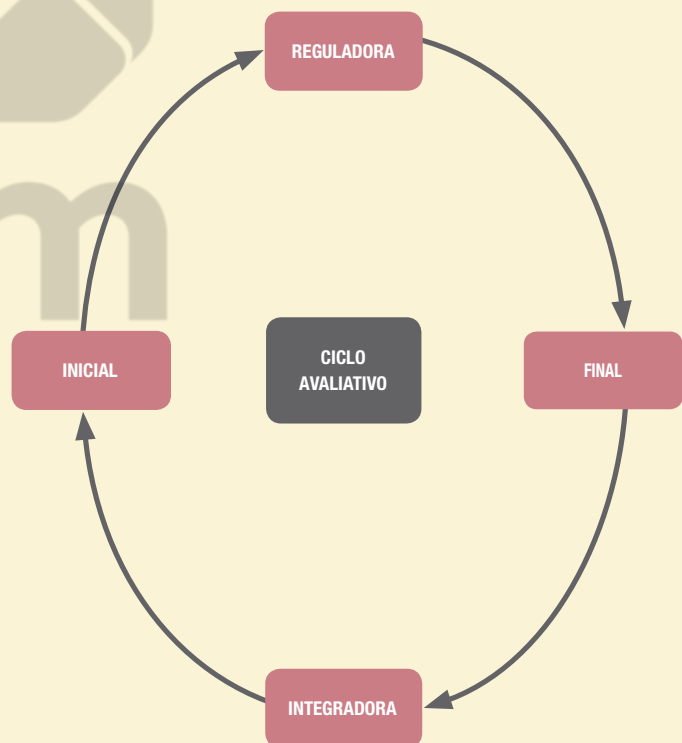 REGULADORA
INICIAL
CICLO
AVALIATIVO
FINAL
INTEGRADORA
m